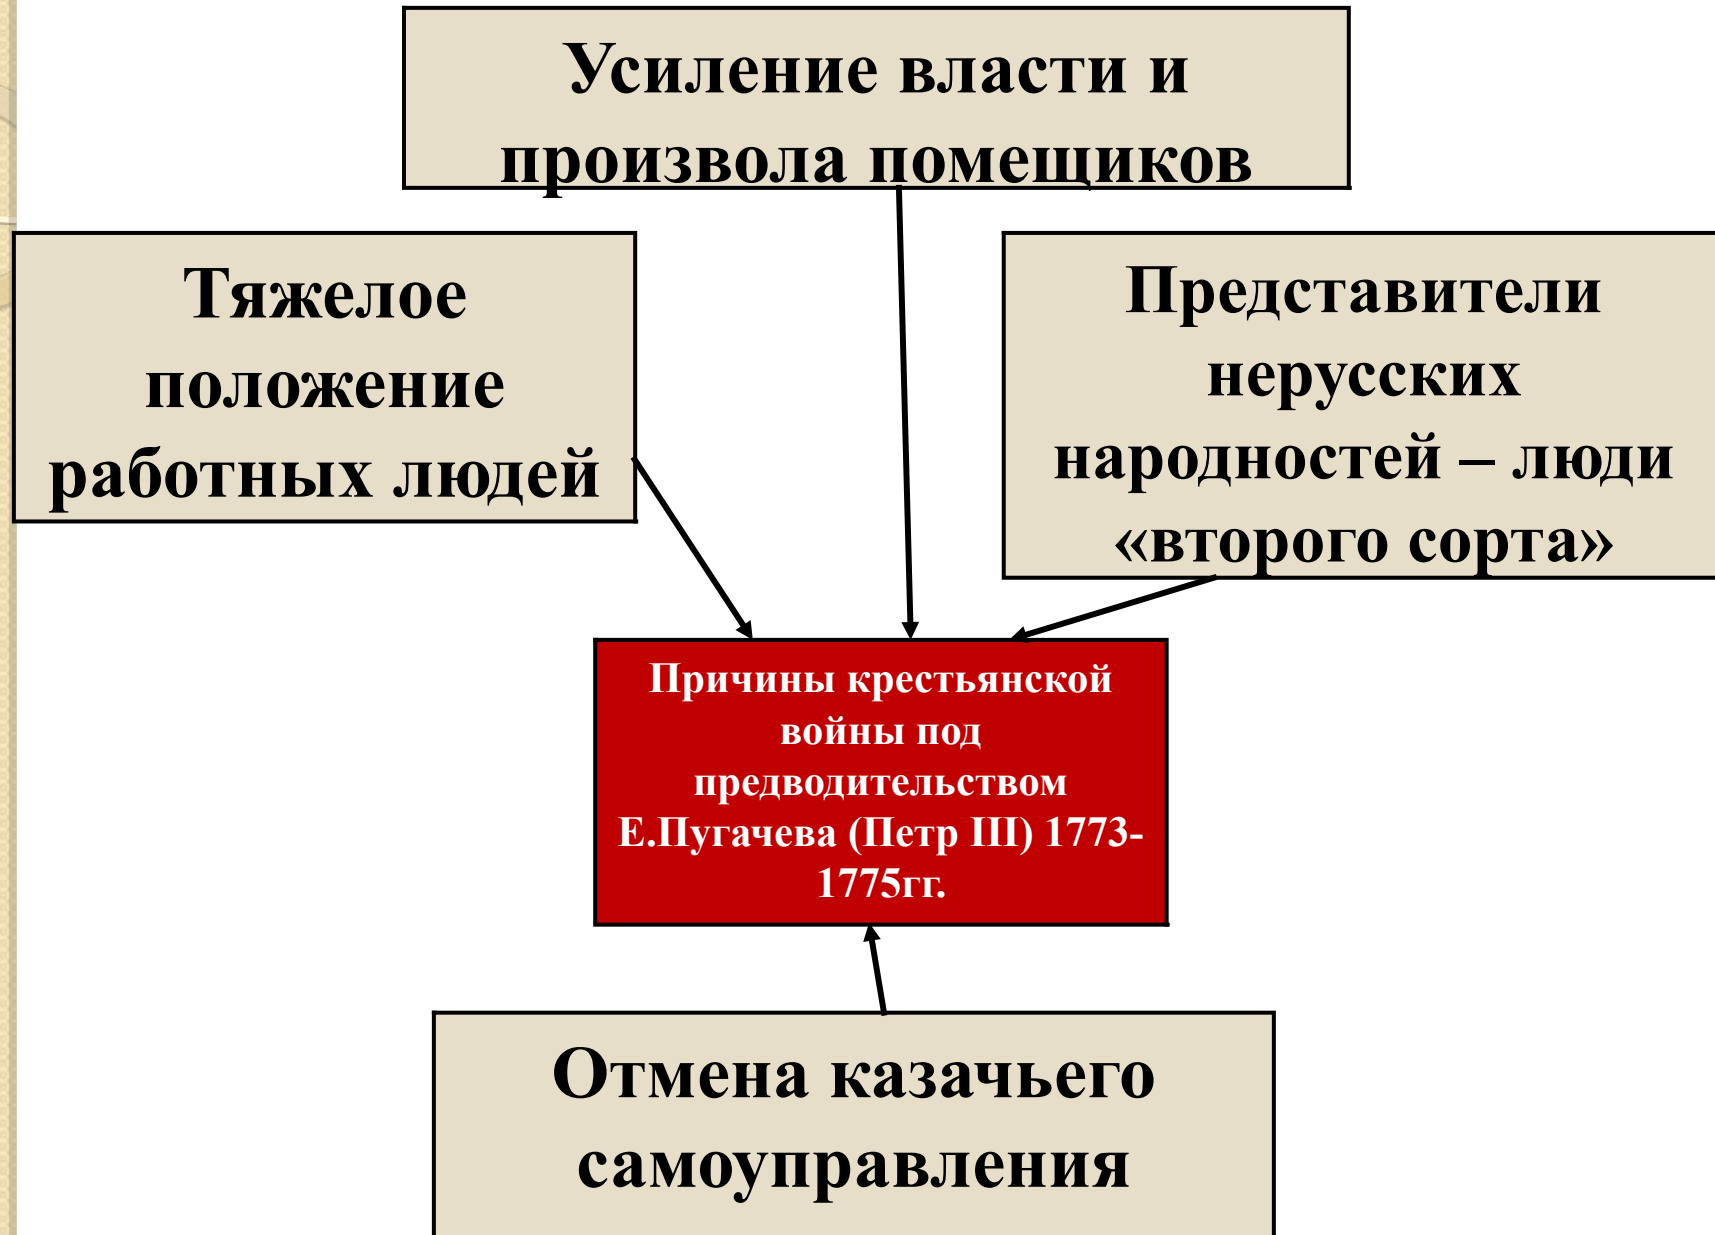 Усиление власти и
произвола помещиков
Тяжелое
положение
работных людей
Представители
нерусских
народностей – люди
«второго сорта»
Причины крестьянской
войны под
предводительством
Е.Пугачева (Петр III) 1773-
1775гг.
Отмена казачьего
самоуправления